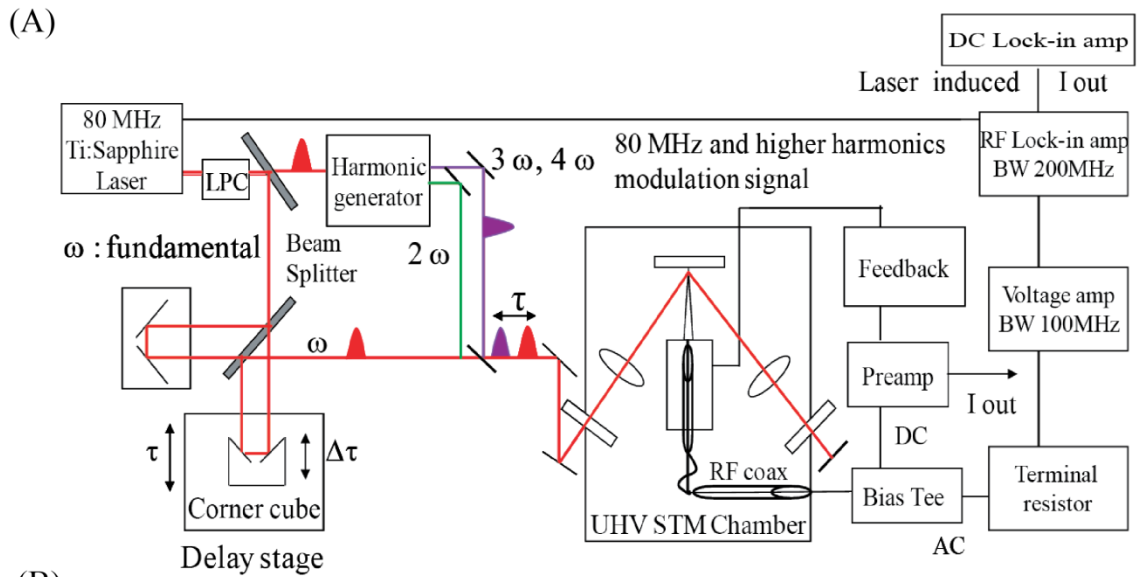 (A)
DC Lock-in amp
Laser induced
I out
80 MHz
Ti:Sapphire
Laser
LPC
Harmonic
generator
3 ω, 4 ω
80 MHz and higher harmonics
modulation signal
RF Lock-in amp
BW 200MHz
ω : fundamental
Beam
Splitter
2 ω
Feedback
Voltage amp
BW 100MHz
τ
ω
Preamp
I out
DC
τ
Δτ
Corner cube
Delay stage
RF coax
UHV STM Chamber
Bias Tee
AC
Terminal
resistor